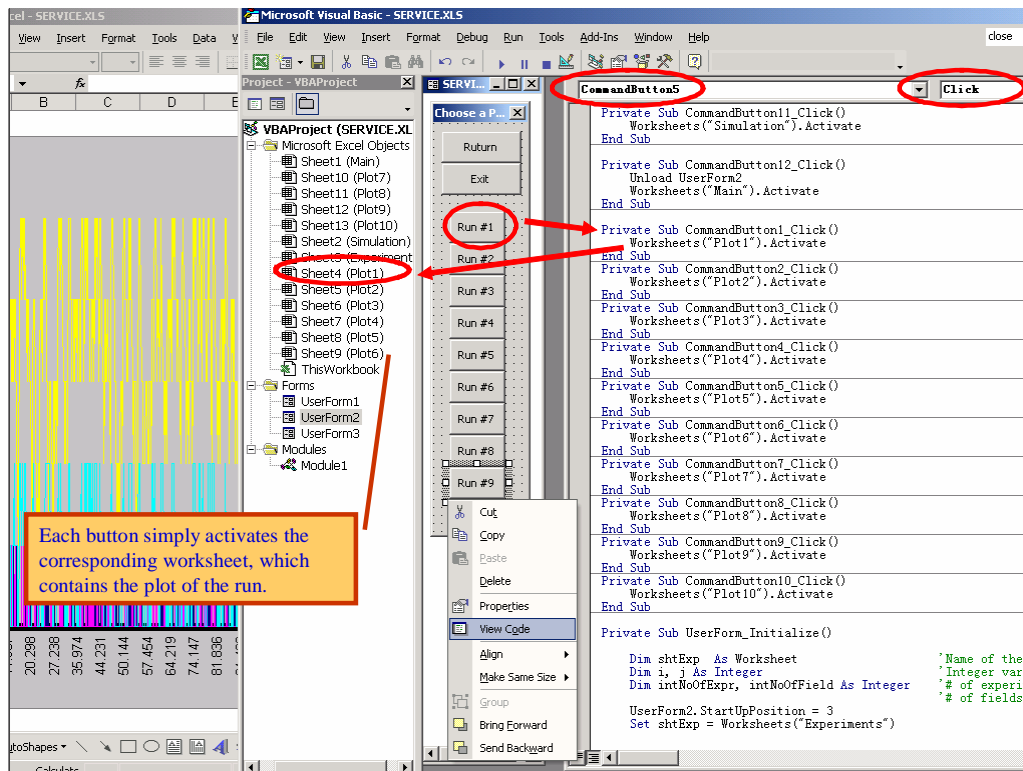 cel - SERVICE.XLS
View Insert Format Tools Data
fx
B C D E
20.298
27.238
35.974
44.231
50.144
57.454
64.219
74.147
81.836
utoShapes
Calculate
Microsoft Visual Basic - SERVICE.XLS
File Edit View Insert Format Debug Run Tools Add-Ins Window Help
close
Project - VBAProject
VBAProject (SERVICE.XL
Microsoft Excel Objects
Sheet1 (Main)
Sheet10 (Plot7)
Sheet11 (Plot8)
Sheet12 (Plot9)
Sheet13 (Plot10)
Sheet2 (Simulation)
Sheet3 (Experiment
Sheet4 (Plot1)
Sheet5 (Plot2)
Sheet6 (Plot3)
Sheet7 (Plot4)
Sheet8 (Plot5)
Sheet9 (Plot6)
ThisWorkbook
Forms
UserForm1
UserForm2
UserForm3
Modules
Module1
Each button simply activates the
corresponding worksheet, which
contains the plot of the run.
SERVI...
Choose a P...
Ruturn
Exit
Run #1
Run #2
Run #3
Run #4
Run #5
Run #6
Run #7
Run #8
Run #9
Cut
Copy
Paste
Delete
Properties
View Code
Align
Make Same Size
Group
Bring Forward
Send Backward
CommandButton5 Click
Private Sub CommandButton11_Click()
Worksheets("Simulation").Activate
End Sub
Private Sub CommandButton12_Click()
Unload UserForm2
Worksheets("Main").Activate
End Sub
Private Sub CommandButton1_Click()
Worksheets("Plot1").Activate
End Sub
Private Sub CommandButton2_Click()
Worksheets("Plot2").Activate
End Sub
Private Sub CommandButton3_Click()
Worksheets("Plot3").Activate
End Sub
Private Sub CommandButton4_Click()
Worksheets("Plot4").Activate
End Sub
Private Sub CommandButton5_Click()
Worksheets("Plot5").Activate
End Sub
Private Sub CommandButton6_Click()
Worksheets("Plot6").Activate
End Sub
Private Sub CommandButton7_Click()
Worksheets("Plot7").Activate
End Sub
Private Sub CommandButton8_Click()
Worksheets("Plot8").Activate
End Sub
Private Sub CommandButton9_Click()
Worksheets("Plot9").Activate
End Sub
Private Sub CommandButton10_Click()
Worksheets("Plot10").Activate
End Sub
Private Sub UserForm_Initialize()
Dim shtExp As Worksheet 'Name of the
Dim i, j As Integer 'Integer var
Dim intNoOfExpr, intNoOfField As Integer '# of experi
'# of fields
UserForm2.StartUpPosition = 3
Set shtExp = Worksheets("Experiments")